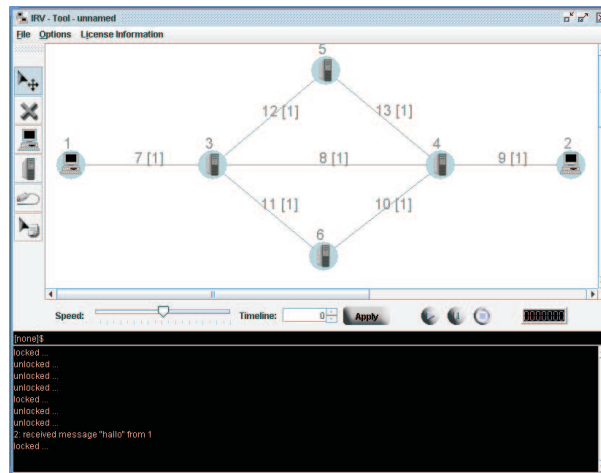 IRV - Tool - unnamed
File Options License Information
5
12 [1] 13 [1]
1 3 4 2
7 [1] 8 [1] 9 [1]
11 [1] 10 [1]
6
Speed: Timeline: 0 Apply 0000000
[none]$
locked ...
unlocked ...
unlocked ...
unlocked ...
locked ...
unlocked ...
unlocked ...
2: received message "hallo" from 1
locked ...